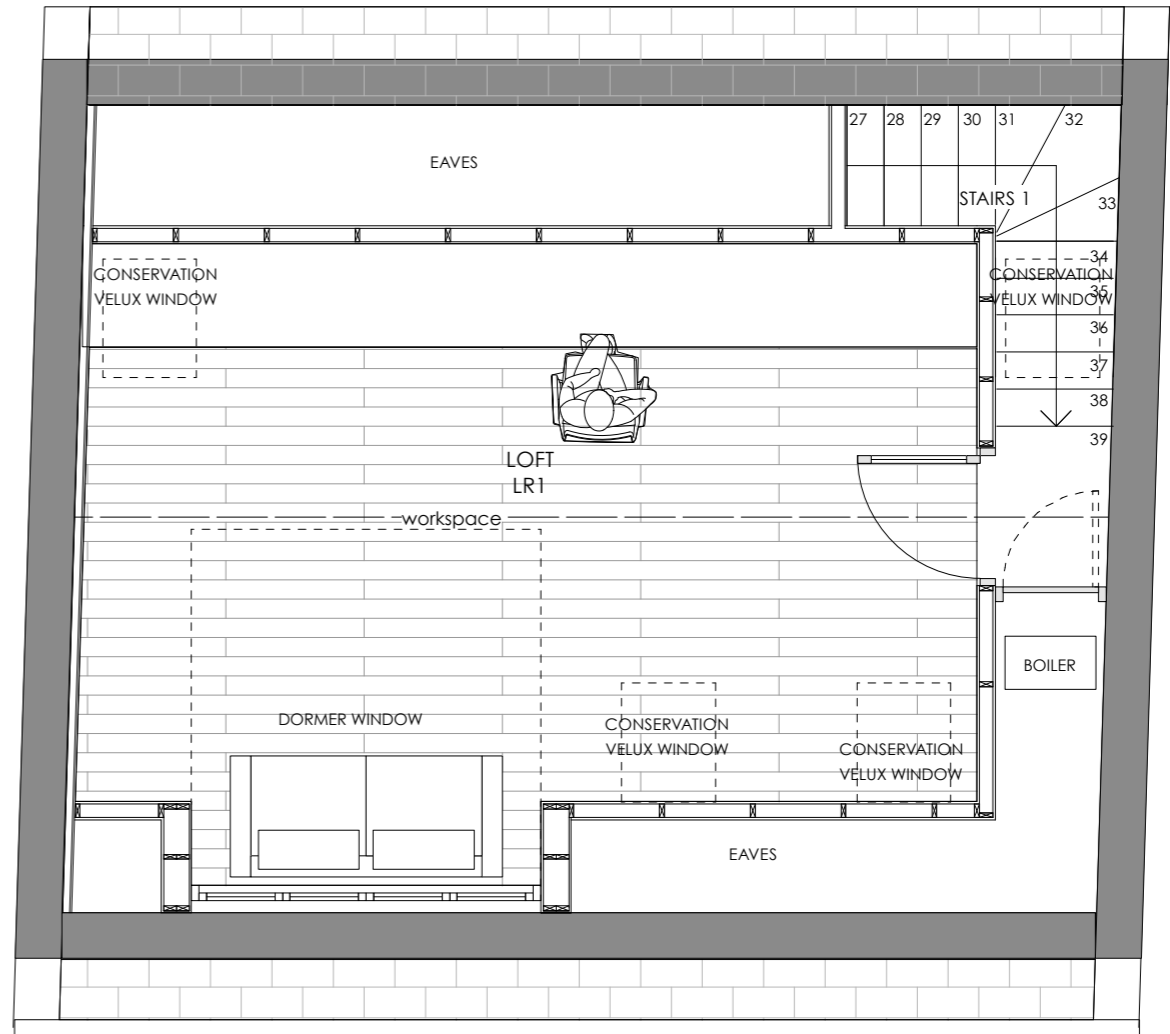 27 28 29 30 31 32
EAVES
STAIRS 1
33
34
CONSERVATION
VELUX WINDOW
CONSERVATION
VELUX WINDOW
35
36
37
38
39
LOFT
LR1
workspace
BOILER
DORMER WINDOW
CONSERVATION
VELUX WINDOW
CONSERVATION
VELUX WINDOW
EAVES